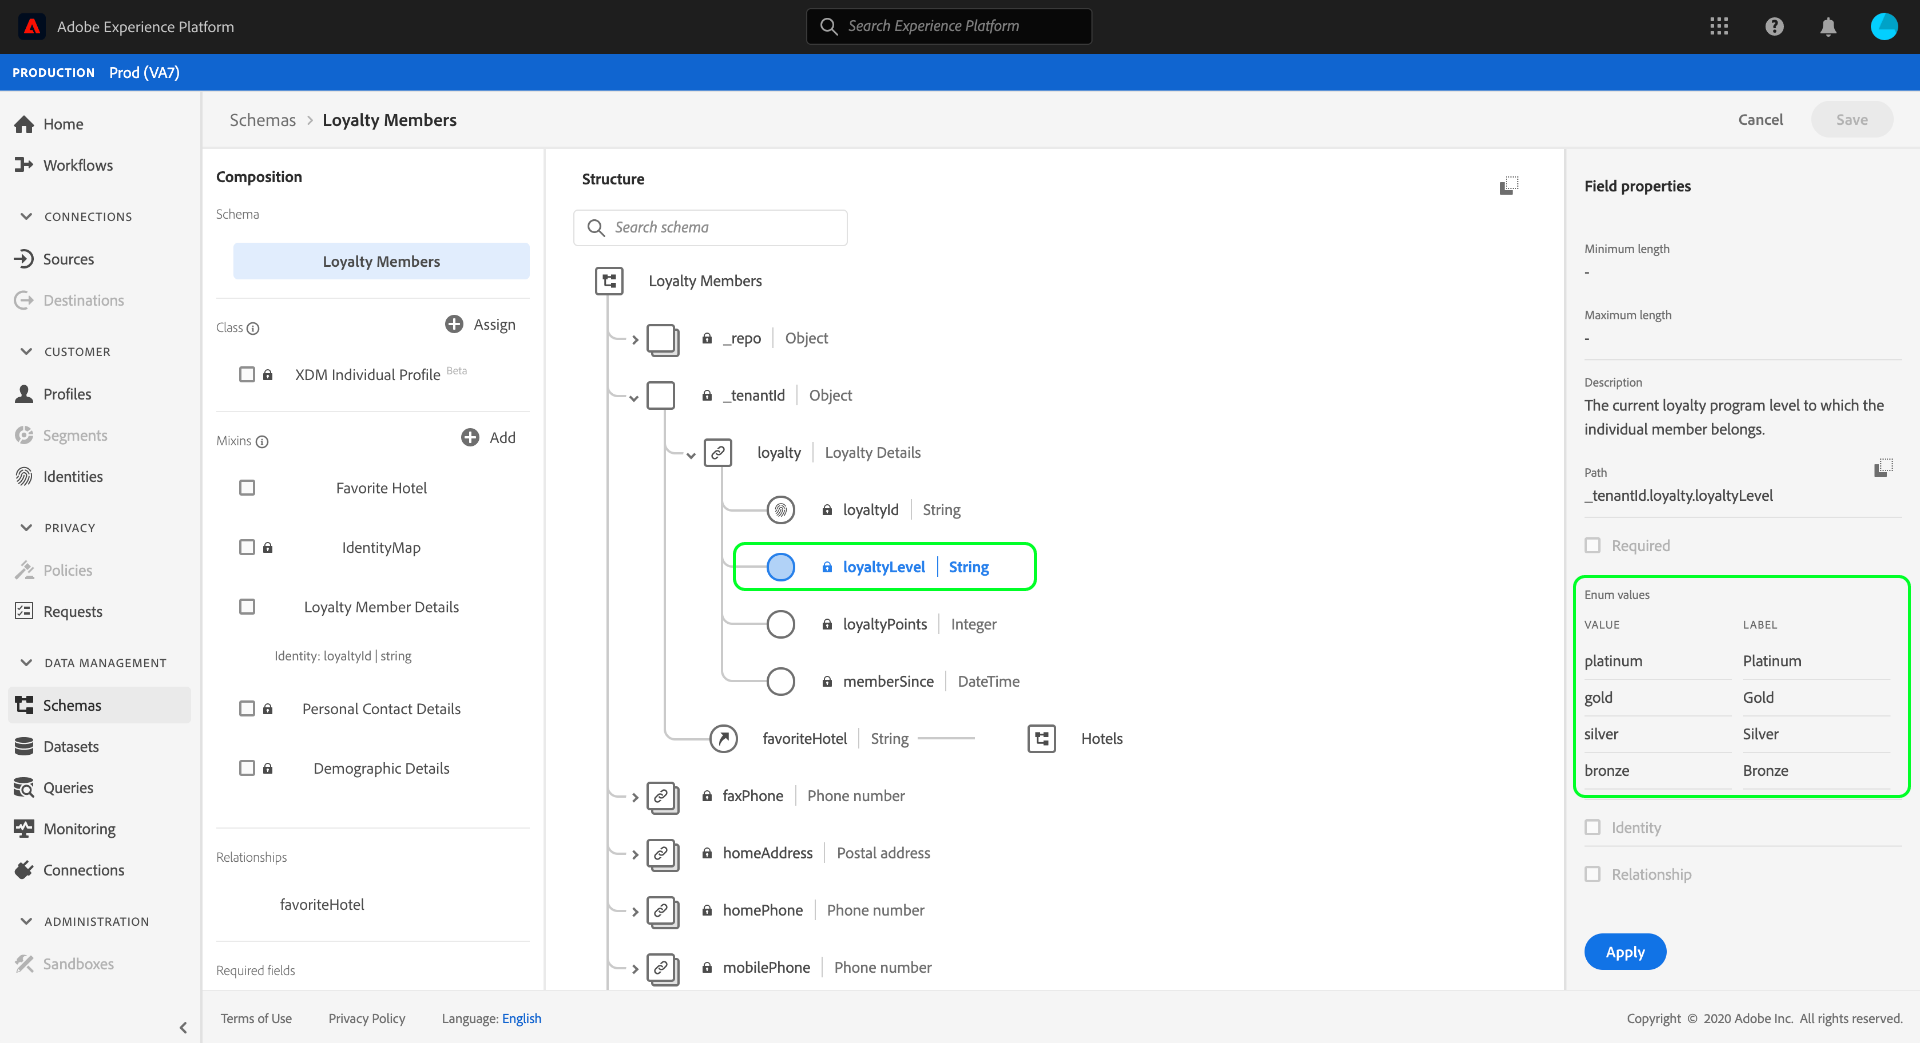 Adobe Experience Platform
Search Experience Platform
PRODUCTION Prod (VA7)
Home
Workflows
CONNECTIONS
Sources
Destinations
CUSTOMER
Profiles
Segments
Identities
PRIVACY
Policies
Requests
DATA MANAGEMENT
Schemas
Datasets
Queries
Monitoring
Connections
ADMINISTRATION
Sandboxes
Schemas > Loyalty Members
Cancel
Save
Composition
Schema
Loyalty Members
Class
Assign
XDM Individual Profile Beta
Mixins
Add
Favorite Hotel
IdentityMap
Loyalty Member Details
Identity: loyaltyId | string
Personal Contact Details
Demographic Details
Relationships
favoriteHotel
Required fields
Structure
Search schema
Loyalty Members
_repo | Object
_tenantId | Object
loyalty | Loyalty Details
loyaltyId | String
loyaltyLevel | String
loyaltyPoints | Integer
memberSince | DateTime
favoriteHotel | String Hotels
faxPhone | Phone number
homeAddress | Postal address
homePhone | Phone number
mobilePhone | Phone number
Field properties
Minimum length
-
Maximum length
-
Description
The current loyalty program level to which the
individual member belongs.
Path
_tenantId.loyalty.loyaltyLevel
Required
Enum values
VALUE LABEL
platinum Platinum
gold Gold
silver Silver
bronze Bronze
Identity
Relationship
Apply
Terms of Use Privacy Policy Language: English
Copyright © 2020 Adobe Inc. All rights reserved.